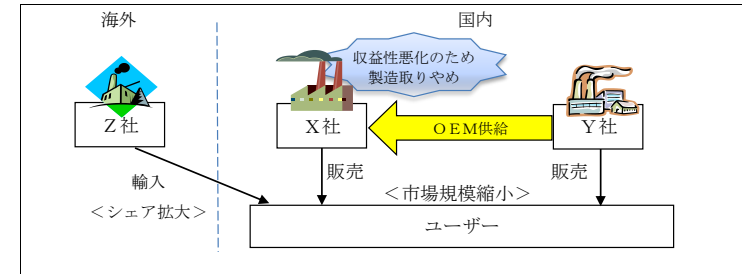 海外
国内
収益性悪化のため
製造取りやめ
Z社
X社
OEM供給
Y社
輸入
販売
販売
＜シェア拡大＞
＜市場規模縮小＞
ユーザー